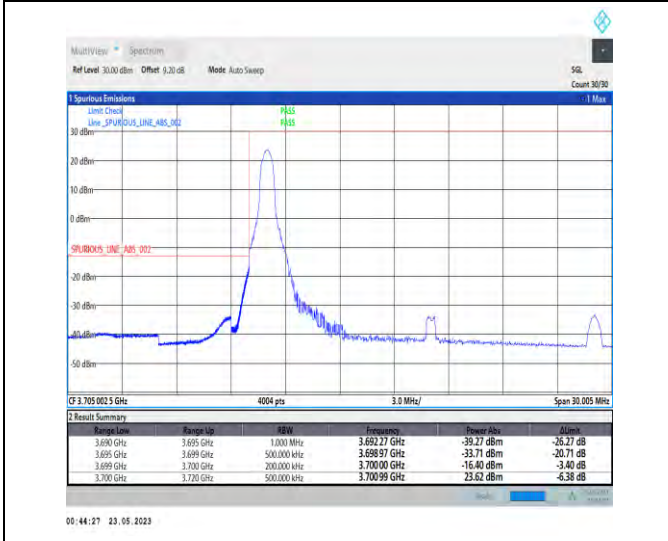 MultiView Spectrum
Ref Level 30.00 dBm Offset 9.20 dB Mode Auto Sweep SGL
Count 30/30
1 Spurious Emissions 1 Max
Limit Check PASS
Line _SPURIOUS_LINE_ABS_002 PASS
30 dBm
20 dBm
10 dBm
0 dBm
SPURIOUS_LINE_ABS_002
-20 dBm
-30 dBm
-40 dBm
-50 dBm
CF 3.705 002 5 GHz 4004 pts 3.0 MHz/ Span 30.005 MHz
2 Result Summary
Range Low Range Up RBW Frequency Power Abs ΔLimit
3.690 GHz 3.695 GHz 1.000 MHz 3.692 27 GHz -39.27 dBm -26.27 dB
3.695 GHz 3.699 GHz 500.000 kHz 3.698 97 GHz -33.71 dBm -20.71 dB
3.699 GHz 3.700 GHz 200.000 kHz 3.700 00 GHz -16.40 dBm -3.40 dB
3.700 GHz 3.720 GHz 500.000 kHz 3.700 99 GHz 23.62 dBm -6.38 dB
00:44:27 23.05.2023